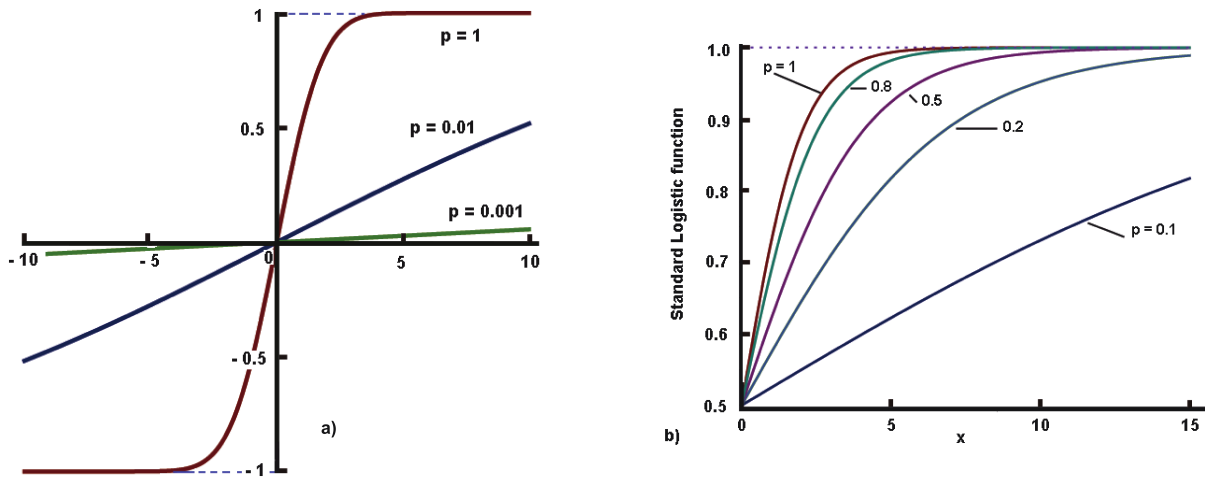 1
p = 1
0.5
p = 0.01
p = 0.001
- 10
- 5
0
5
10
- 0.5
a)
- 1
Standard Logistic function
1.0
0.9
0.8
0.7
0.6
0.5
p = 1
0.8
0.5
0.2
p = 0.1
0
5
10
15
b)
x